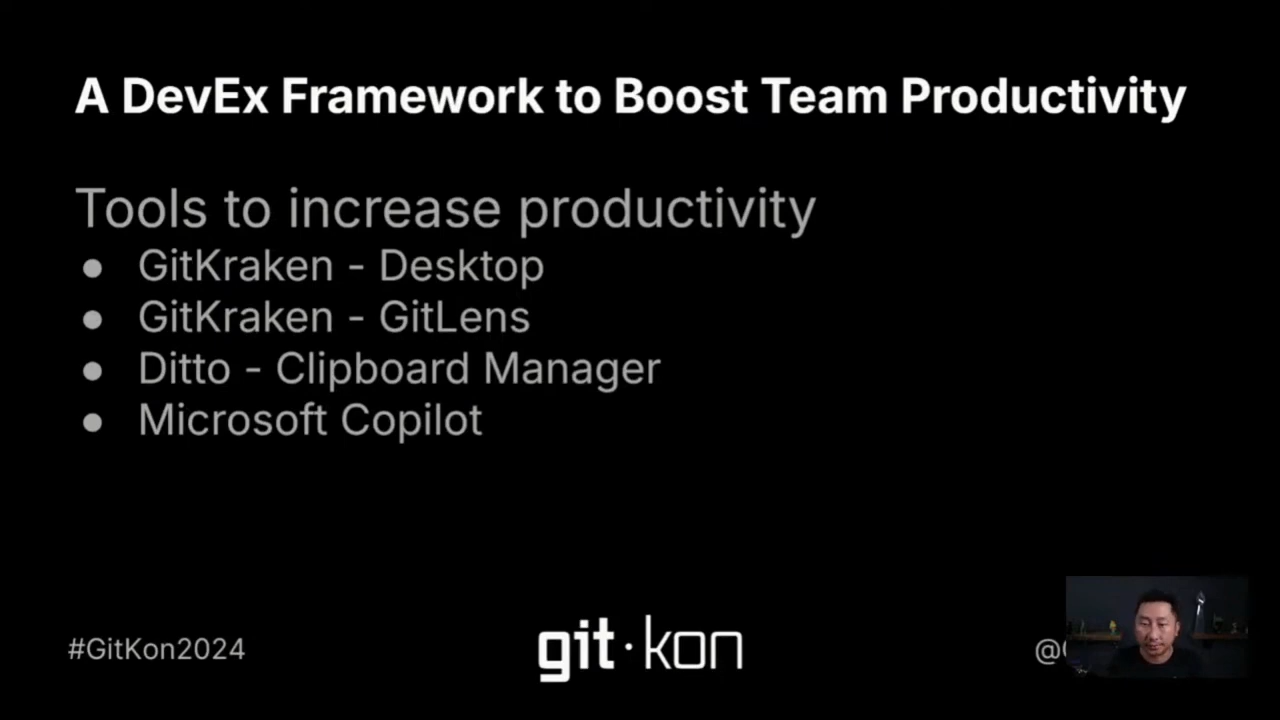 A DevEx Framework to Boost Team Productivity
Tools to increase productivity
● GitKraken - Desktop
● GitKraken - GitLens
● Ditto - Clipboard Manager
● Microsoft Copilot
#GitKon2024
git·kon
@